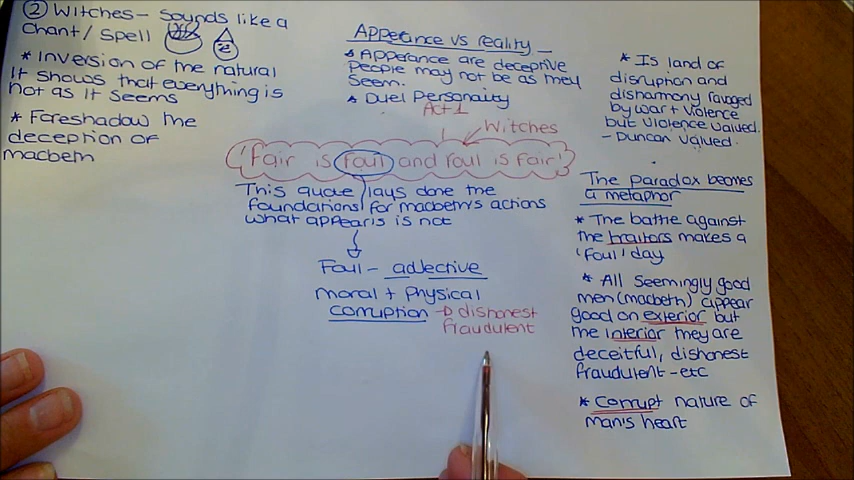 ② Witches- Sounds like a
Chant/ Spell
* Inversion of the natural
It shows that everything is
not as it seems
* Foreshadow the
deception of
macbeth
Apperance vs reality
* Apperance are deceptive
People may not be as they
Seem.
* Duel Personality
Act 1
Witches
'Fair is foul and foul is fair'
This quote lays done the
foundations for macbeth's actions
what appears is not
Foul - adjective
moral + Physical
corruption → dishonest
fraudulent
* Is land of
disruption and
disharmony ravaged
by war + violence
but violence valued.
- Duncan valued.
The paradox becomes
a metaphor
* The battle against
the traitors makes a
'foul' day
* All Seemingly good
men (macbeth) appear
good on exterior but
the interior they are
deceitful, dishonest
fraudulent - etc
* Corrupt nature of
man's heart